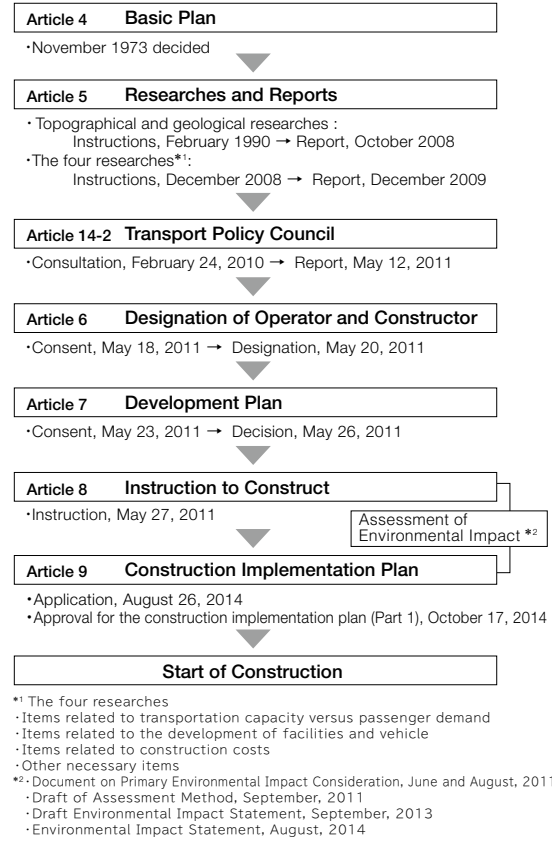 Article 4 Basic Plan
・November 1973 decided
Article 5 Researches and Reports
・Topographical and geological researches :
Instructions, February 1990 → Report, October 2008
・The four researches*1:
Instructions, December 2008 → Report, December 2009
Article 14-2 Transport Policy Council
・Consultation, February 24, 2010 → Report, May 12, 2011
Article 6 Designation of Operator and Constructor
・Consent, May 18, 2011 → Designation, May 20, 2011
Article 7 Development Plan
・Consent, May 23, 2011 → Decision, May 26, 2011
Article 8 Instruction to Construct
・Instruction, May 27, 2011
Assessment of
Environmental Impact *2
Article 9 Construction Implementation Plan
・Application, August 26, 2014
・Approval for the construction implementation plan (Part 1), October 17, 2014
Start of Construction
*1 The four researches
・Items related to transportation capacity versus passenger demand
・Items related to the development of facilities and vehicle
・Items related to construction costs
・Other necessary items
*2・Document on Primary Environmental Impact Consideration, June and August, 2011
・Draft of Assessment Method, September, 2011
・Draft Environmental Impact Statement, September, 2013
・Environmental Impact Statement, August, 2014